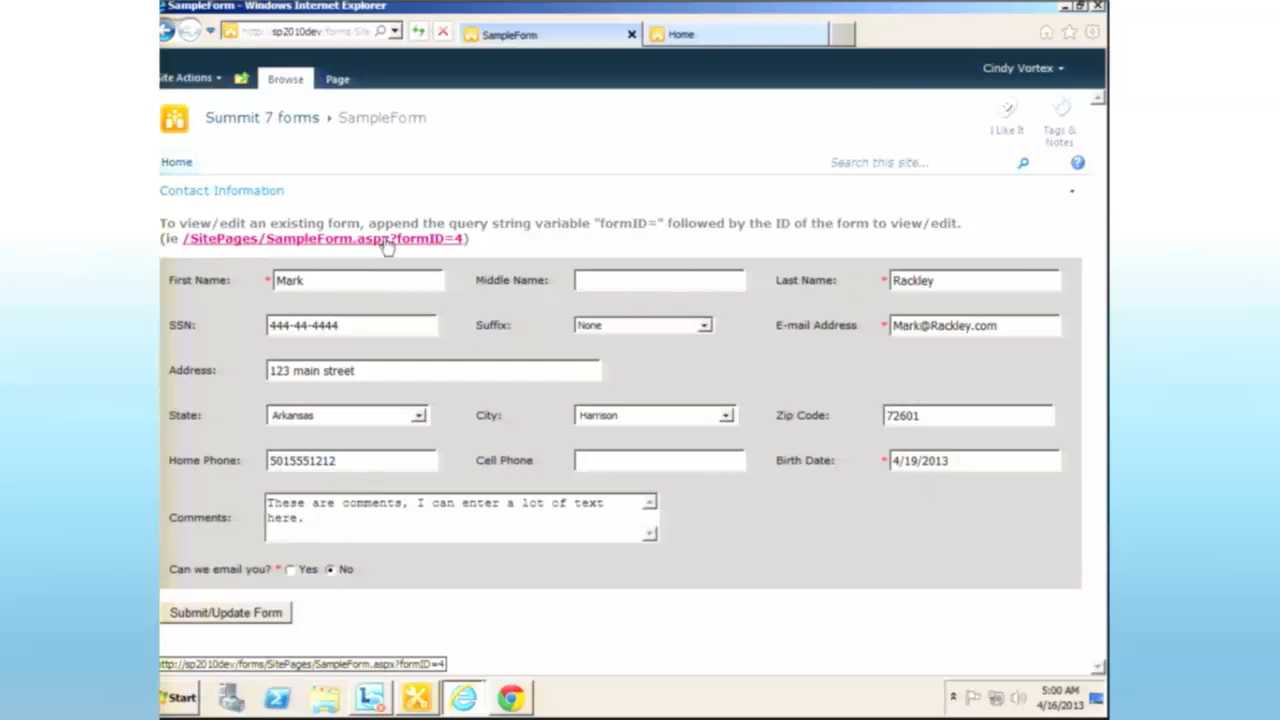 SampleForm - Windows Internet Explorer
http://sp2010dev/forms/Sit
SampleForm
Home
Site Actions
Browse
Page
Cindy Vortex
Summit 7 forms
SampleForm
I Like It
Tags &
Notes
Home
Search this site...
Contact Information
To view/edit an existing form, append the query string variable "formID=" followed by the ID of the form to view/edit.
(ie /SitePages/SampleForm.aspx?formID=4)
First Name: * Mark Middle Name: Last Name: * Rackley
SSN: 444-44-4444 Suffix: None E-mail Address * Mark@Rackley.com
Address: 123 main street
State: Arkansas City: Harrison Zip Code: 72601
Home Phone: 5015551212 Cell Phone Birth Date: * 4/19/2013
These are comments, I can enter a lot of text
here.
Comments:
Can we email you? * Yes No
Submit/Update Form
http://sp2010dev/forms/SitePages/SampleForm.aspx?formID=4
Start
5:00 AM
4/16/2013